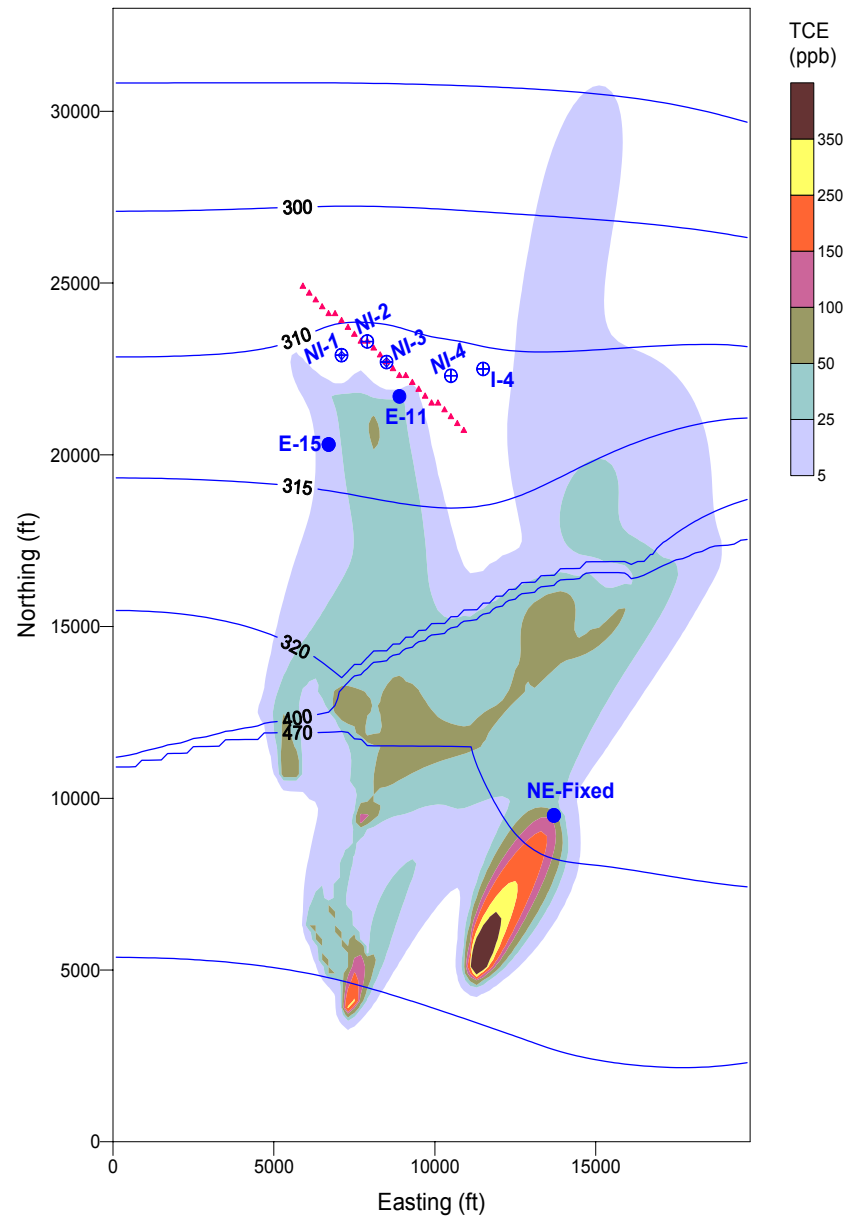 TCE
(ppb)
350
250
150
100
50
25
5
30000
25000
20000
15000
10000
5000
0
Northing (ft)
300
310
NI-2
NI-1
NI-3
NI-4
I-4
E-11
E-15
315
320
400
470
NE-Fixed
0
5000
10000
15000
Easting (ft)